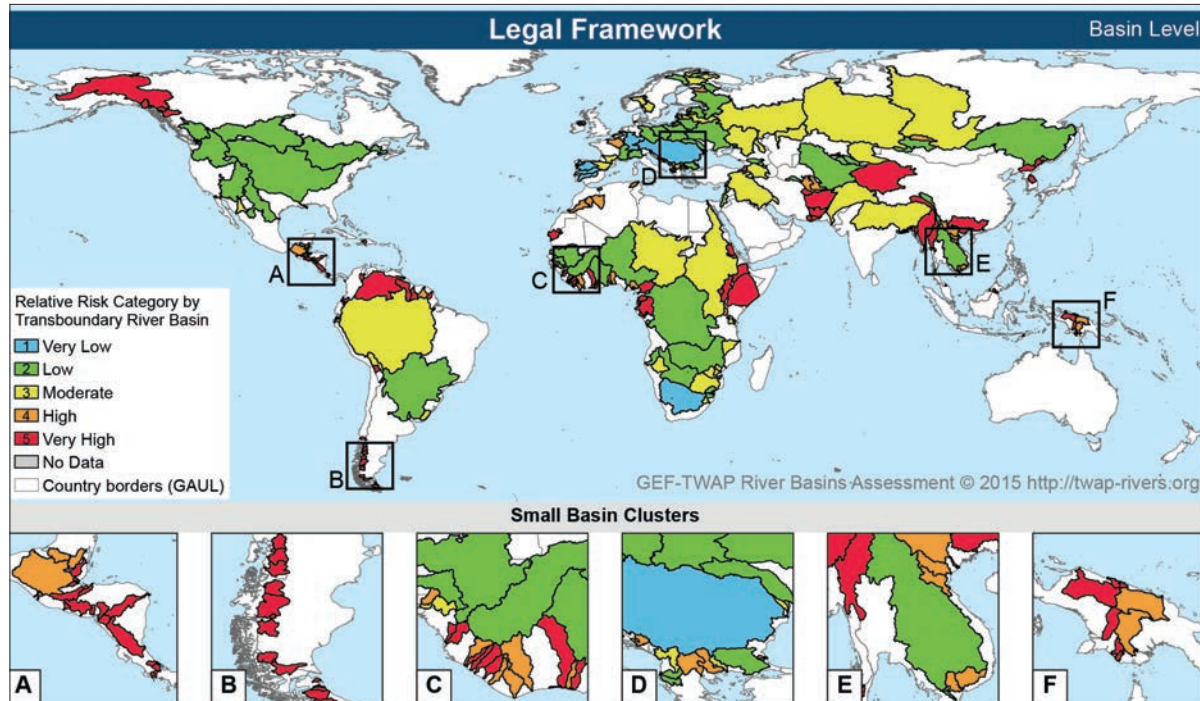 Legal Framework
Basin Level
A
B
C
D
E
F
Relative Risk Category by
Transboundary River Basin
1 Very Low
2 Low
3 Moderate
4 High
5 Very High
No Data
Country borders (GAUL)
GEF-TWAP River Basins Assessment © 2015 http://twap-rivers.org
Small Basin Clusters
A
B
C
D
E
F